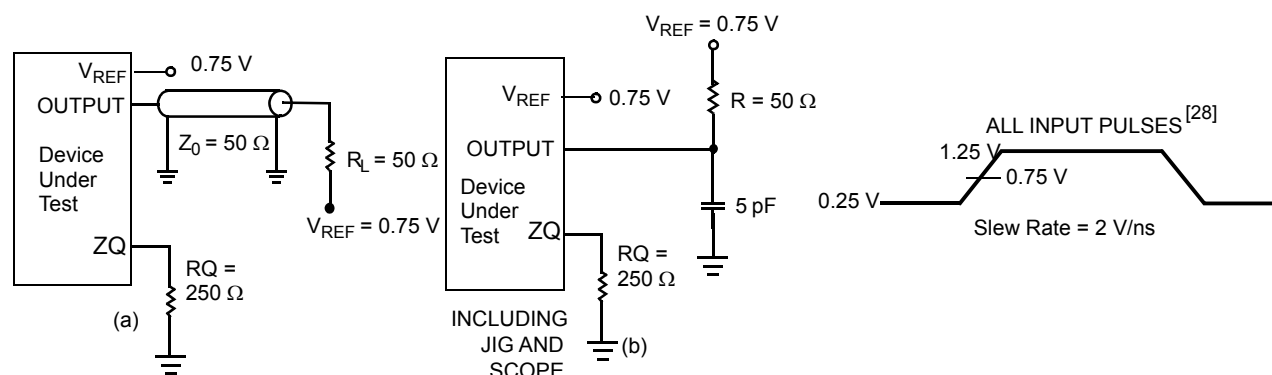 V_REF
0.75 V
OUTPUT
Z_0 = 50 Ω
Device
Under
Test
R_L = 50 Ω
V_REF = 0.75 V
ZQ
RQ =
250 Ω
(a)
V_REF = 0.75 V
R = 50 Ω
V_REF
0.75 V
OUTPUT
Device
Under
Test
5 pF
ZQ
RQ =
250 Ω
INCLUDING
JIG AND
SCOPE
(b)
ALL INPUT PULSES [28]
1.25 V
0.75 V
0.25 V
Slew Rate = 2 V/ns